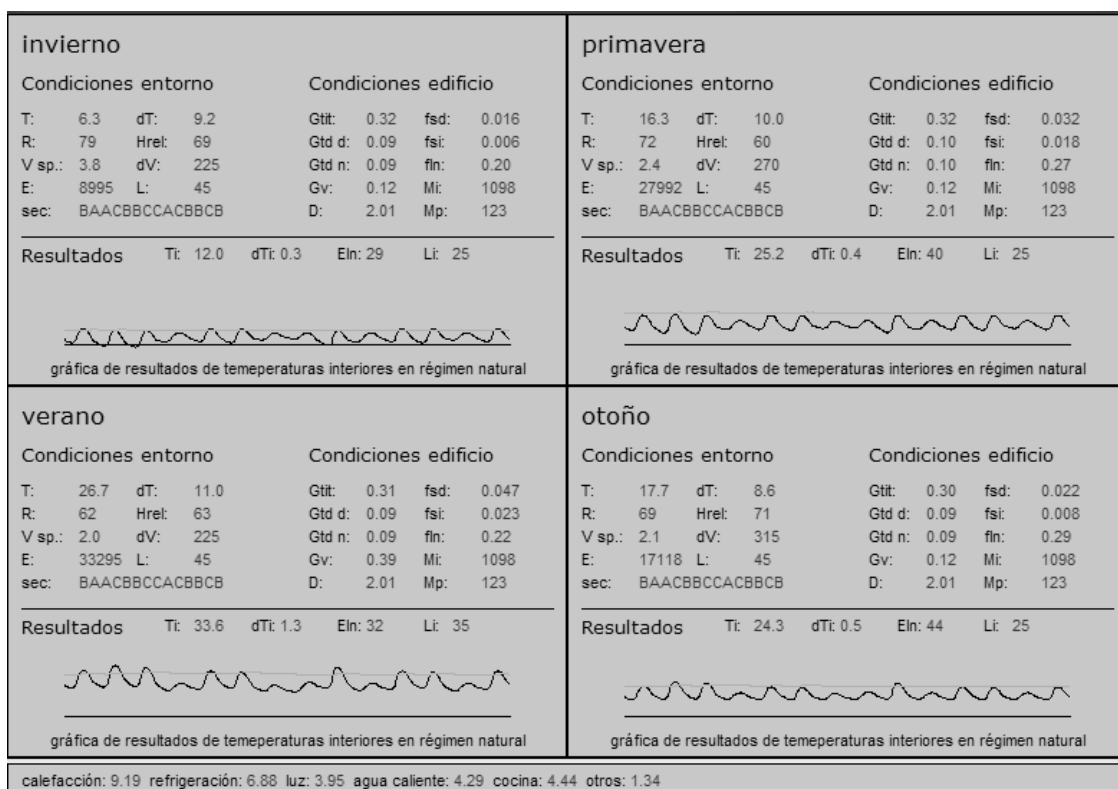 invierno
Condiciones entorno Condiciones edificio
T: 6.3 dT: 9.2 Gtit: 0.32 fsd: 0.016
R: 79 Hrel: 69 Gtd d: 0.09 fsi: 0.006
V sp.: 3.8 dV: 225 Gtd n: 0.09 fln: 0.20
E: 8995 L: 45 Gv: 0.12 Mi: 1098
sec: BAACBBCCACBBCB D: 2.01 Mp: 123
Resultados Ti: 12.0 dTi: 0.3 Eln: 29 Li: 25
gráfica de resultados de temeperaturas interiores en régimen natural
primavera
Condiciones entorno Condiciones edificio
T: 16.3 dT: 10.0 Gtit: 0.32 fsd: 0.032
R: 72 Hrel: 60 Gtd d: 0.10 fsi: 0.018
V sp.: 2.4 dV: 270 Gtd n: 0.10 fln: 0.27
E: 27992 L: 45 Gv: 0.12 Mi: 1098
sec: BAACBBCCACBBCB D: 2.01 Mp: 123
Resultados Ti: 25.2 dTi: 0.4 Eln: 40 Li: 25
gráfica de resultados de temeperaturas interiores en régimen natural
verano
Condiciones entorno Condiciones edificio
T: 26.7 dT: 11.0 Gtit: 0.31 fsd: 0.047
R: 62 Hrel: 63 Gtd d: 0.09 fsi: 0.023
V sp.: 2.0 dV: 225 Gtd n: 0.09 fln: 0.22
E: 33295 L: 45 Gv: 0.39 Mi: 1098
sec: BAACBBCCACBBCB D: 2.01 Mp: 123
Resultados Ti: 33.6 dTi: 1.3 Eln: 32 Li: 35
gráfica de resultados de temeperaturas interiores en régimen natural
otoño
Condiciones entorno Condiciones edificio
T: 17.7 dT: 8.6 Gtit: 0.30 fsd: 0.022
R: 69 Hrel: 71 Gtd d: 0.09 fsi: 0.008
V sp.: 2.1 dV: 315 Gtd n: 0.09 fln: 0.29
E: 17118 L: 45 Gv: 0.12 Mi: 1098
sec: BAACBBCCACBBCB D: 2.01 Mp: 123
Resultados Ti: 24.3 dTi: 0.5 Eln: 44 Li: 25
gráfica de resultados de temeperaturas interiores en régimen natural
calefacción: 9.19 refrigeración: 6.88 luz: 3.95 agua caliente: 4.29 cocina: 4.44 otros: 1.34